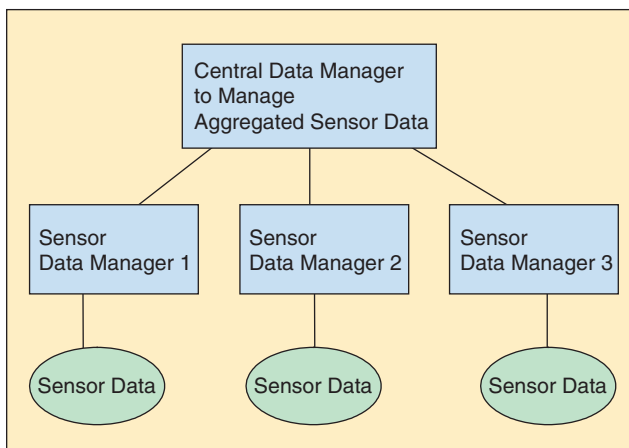 Central Data Manager
to Manage
Aggregated Sensor Data
Sensor
Data Manager 1
Sensor
Data Manager 2
Sensor
Data Manager 3
Sensor Data
Sensor Data
Sensor Data